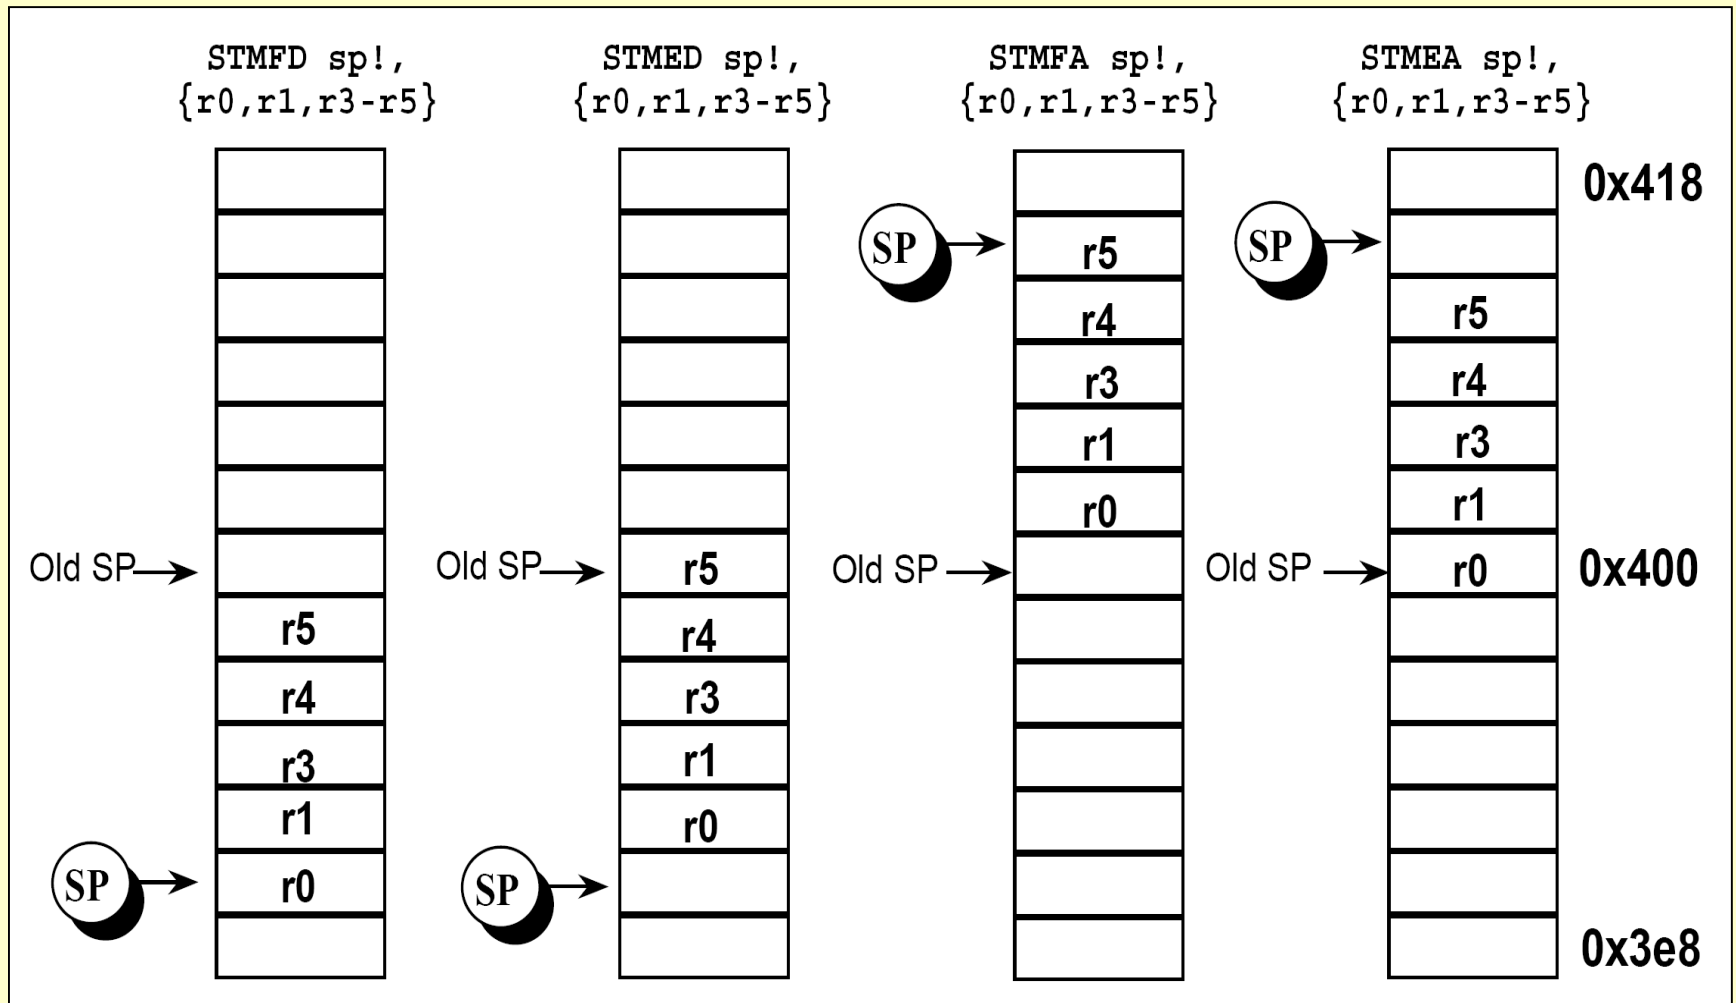 STMFD sp!,
{r0,r1,r3-r5}
STMED sp!,
{r0,r1,r3-r5}
STMFA sp!,
{r0,r1,r3-r5}
STMEA sp!,
{r0,r1,r3-r5}
Old SP
r5
r4
r3
r1
r0
SP
Old SP
r5
r4
r3
r1
r0
SP
SP
r5
r4
r3
r1
r0
Old SP
SP
r5
r4
r3
r1
r0
Old SP
0x418
0x400
0x3e8